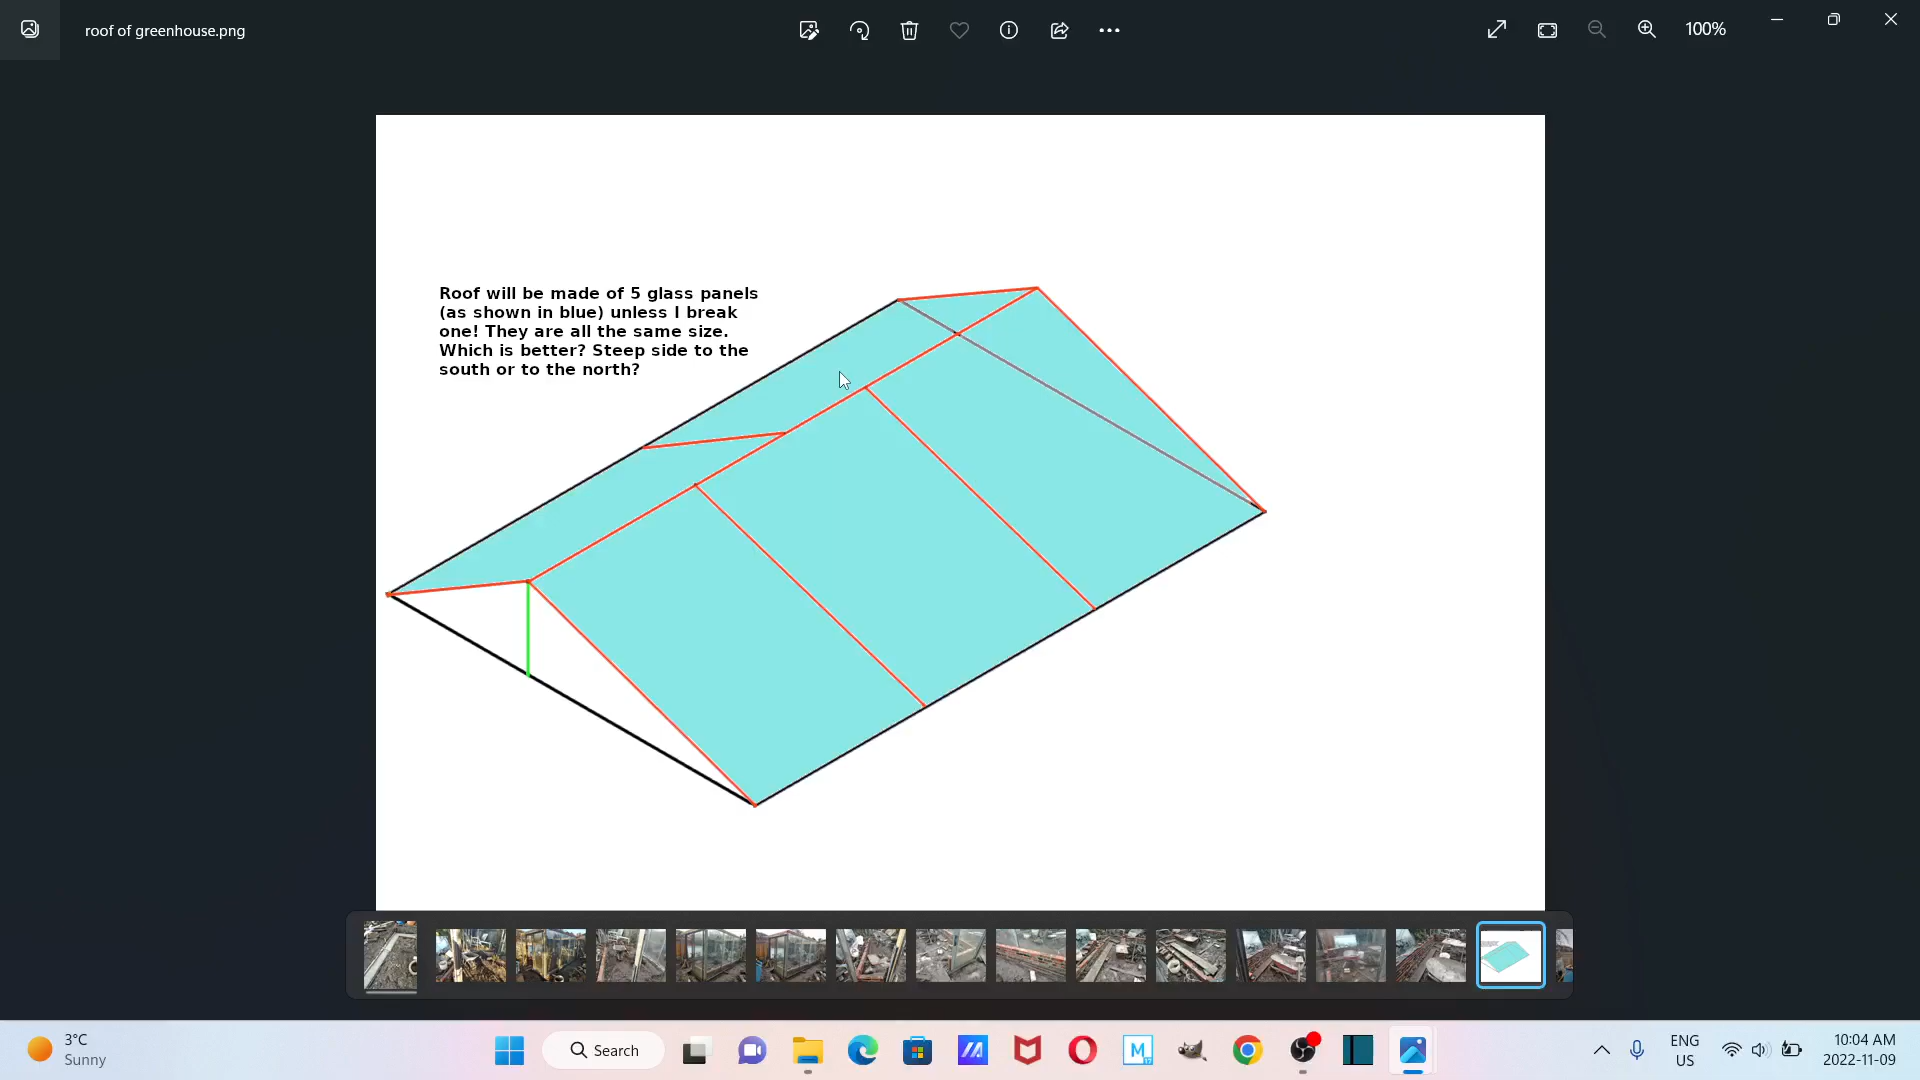 roof of greenhouse.png
100%
Roof will be made of 5 glass panels
(as shown in blue) unless I break
one! They are all the same size.
Which is better? Steep side to the
south or to the north?
3°C
Sunny
Search
M
ENG
US
10:04 AM
2022-11-09